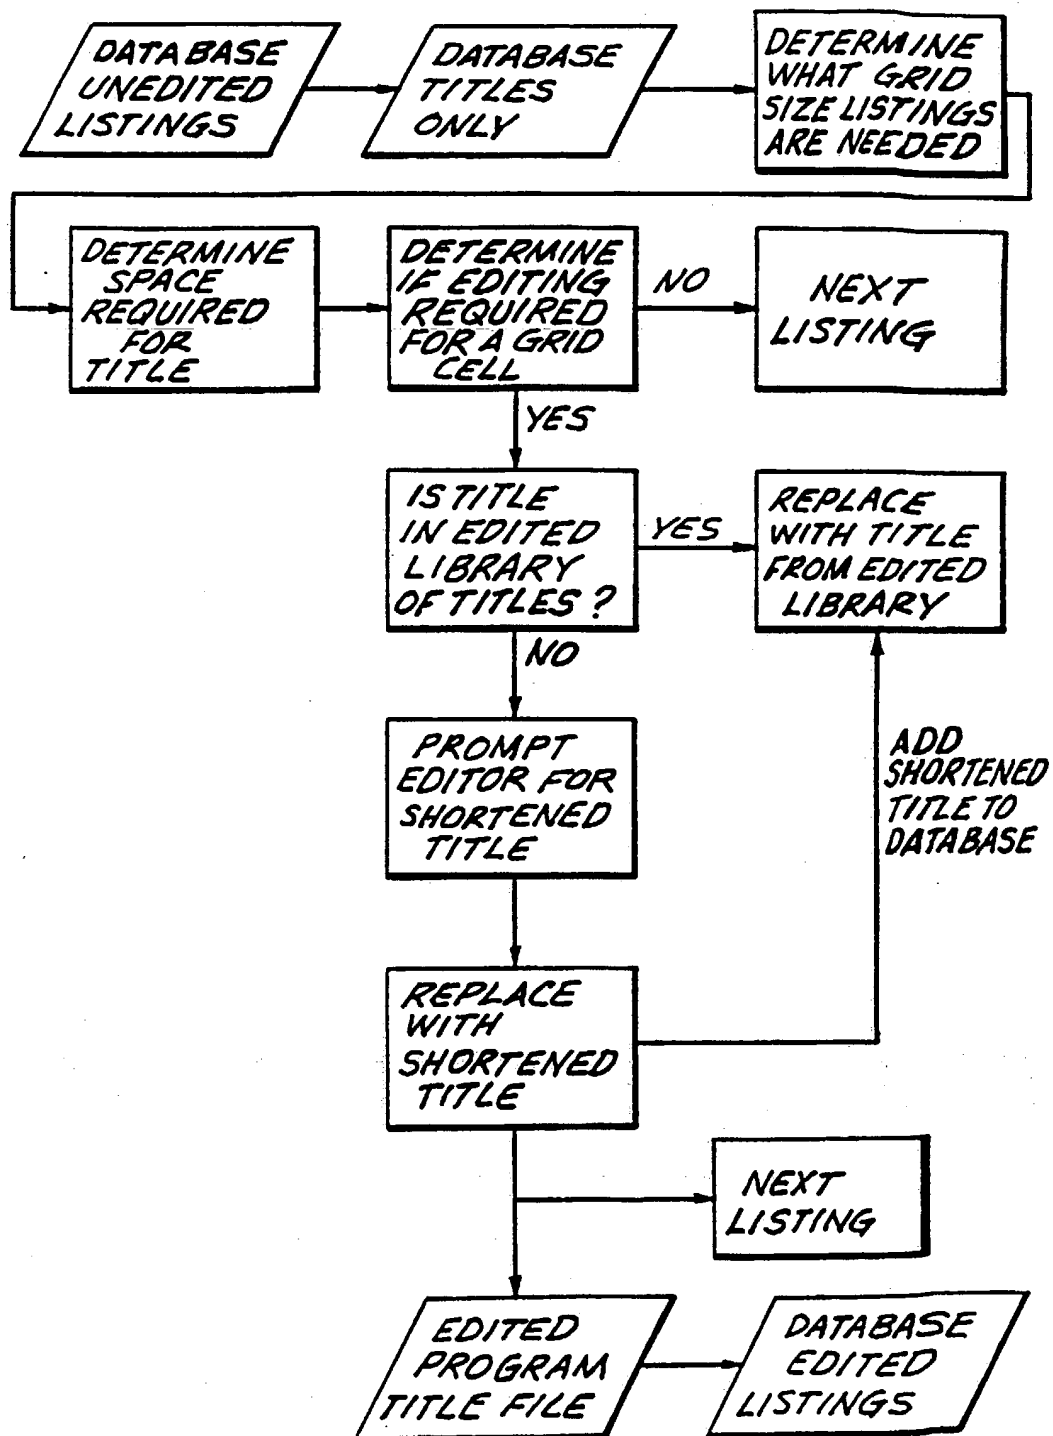 DATABASE
UNEDITED
LISTINGS
DATABASE
TITLES
ONLY
DETERMINE
WHAT GRID
SIZE LISTINGS
ARE NEEDED
DETERMINE
SPACE
REQUIRED
FOR
TITLE
DETERMINE
IF EDITING
REQUIRED
FOR A GRID
CELL
NO
NEXT
LISTING
YES
IS TITLE
IN EDITED
LIBRARY
OF TITLES?
YES
REPLACE
WITH TITLE
FROM EDITED
LIBRARY
NO
PROMPT
EDITOR FOR
SHORTENED
TITLE
ADD
SHORTENED
TITLE TO
DATABASE
REPLACE
WITH
SHORTENED
TITLE
NEXT
LISTING
EDITED
PROGRAM
TITLE FILE
DATABASE
EDITED
LISTINGS